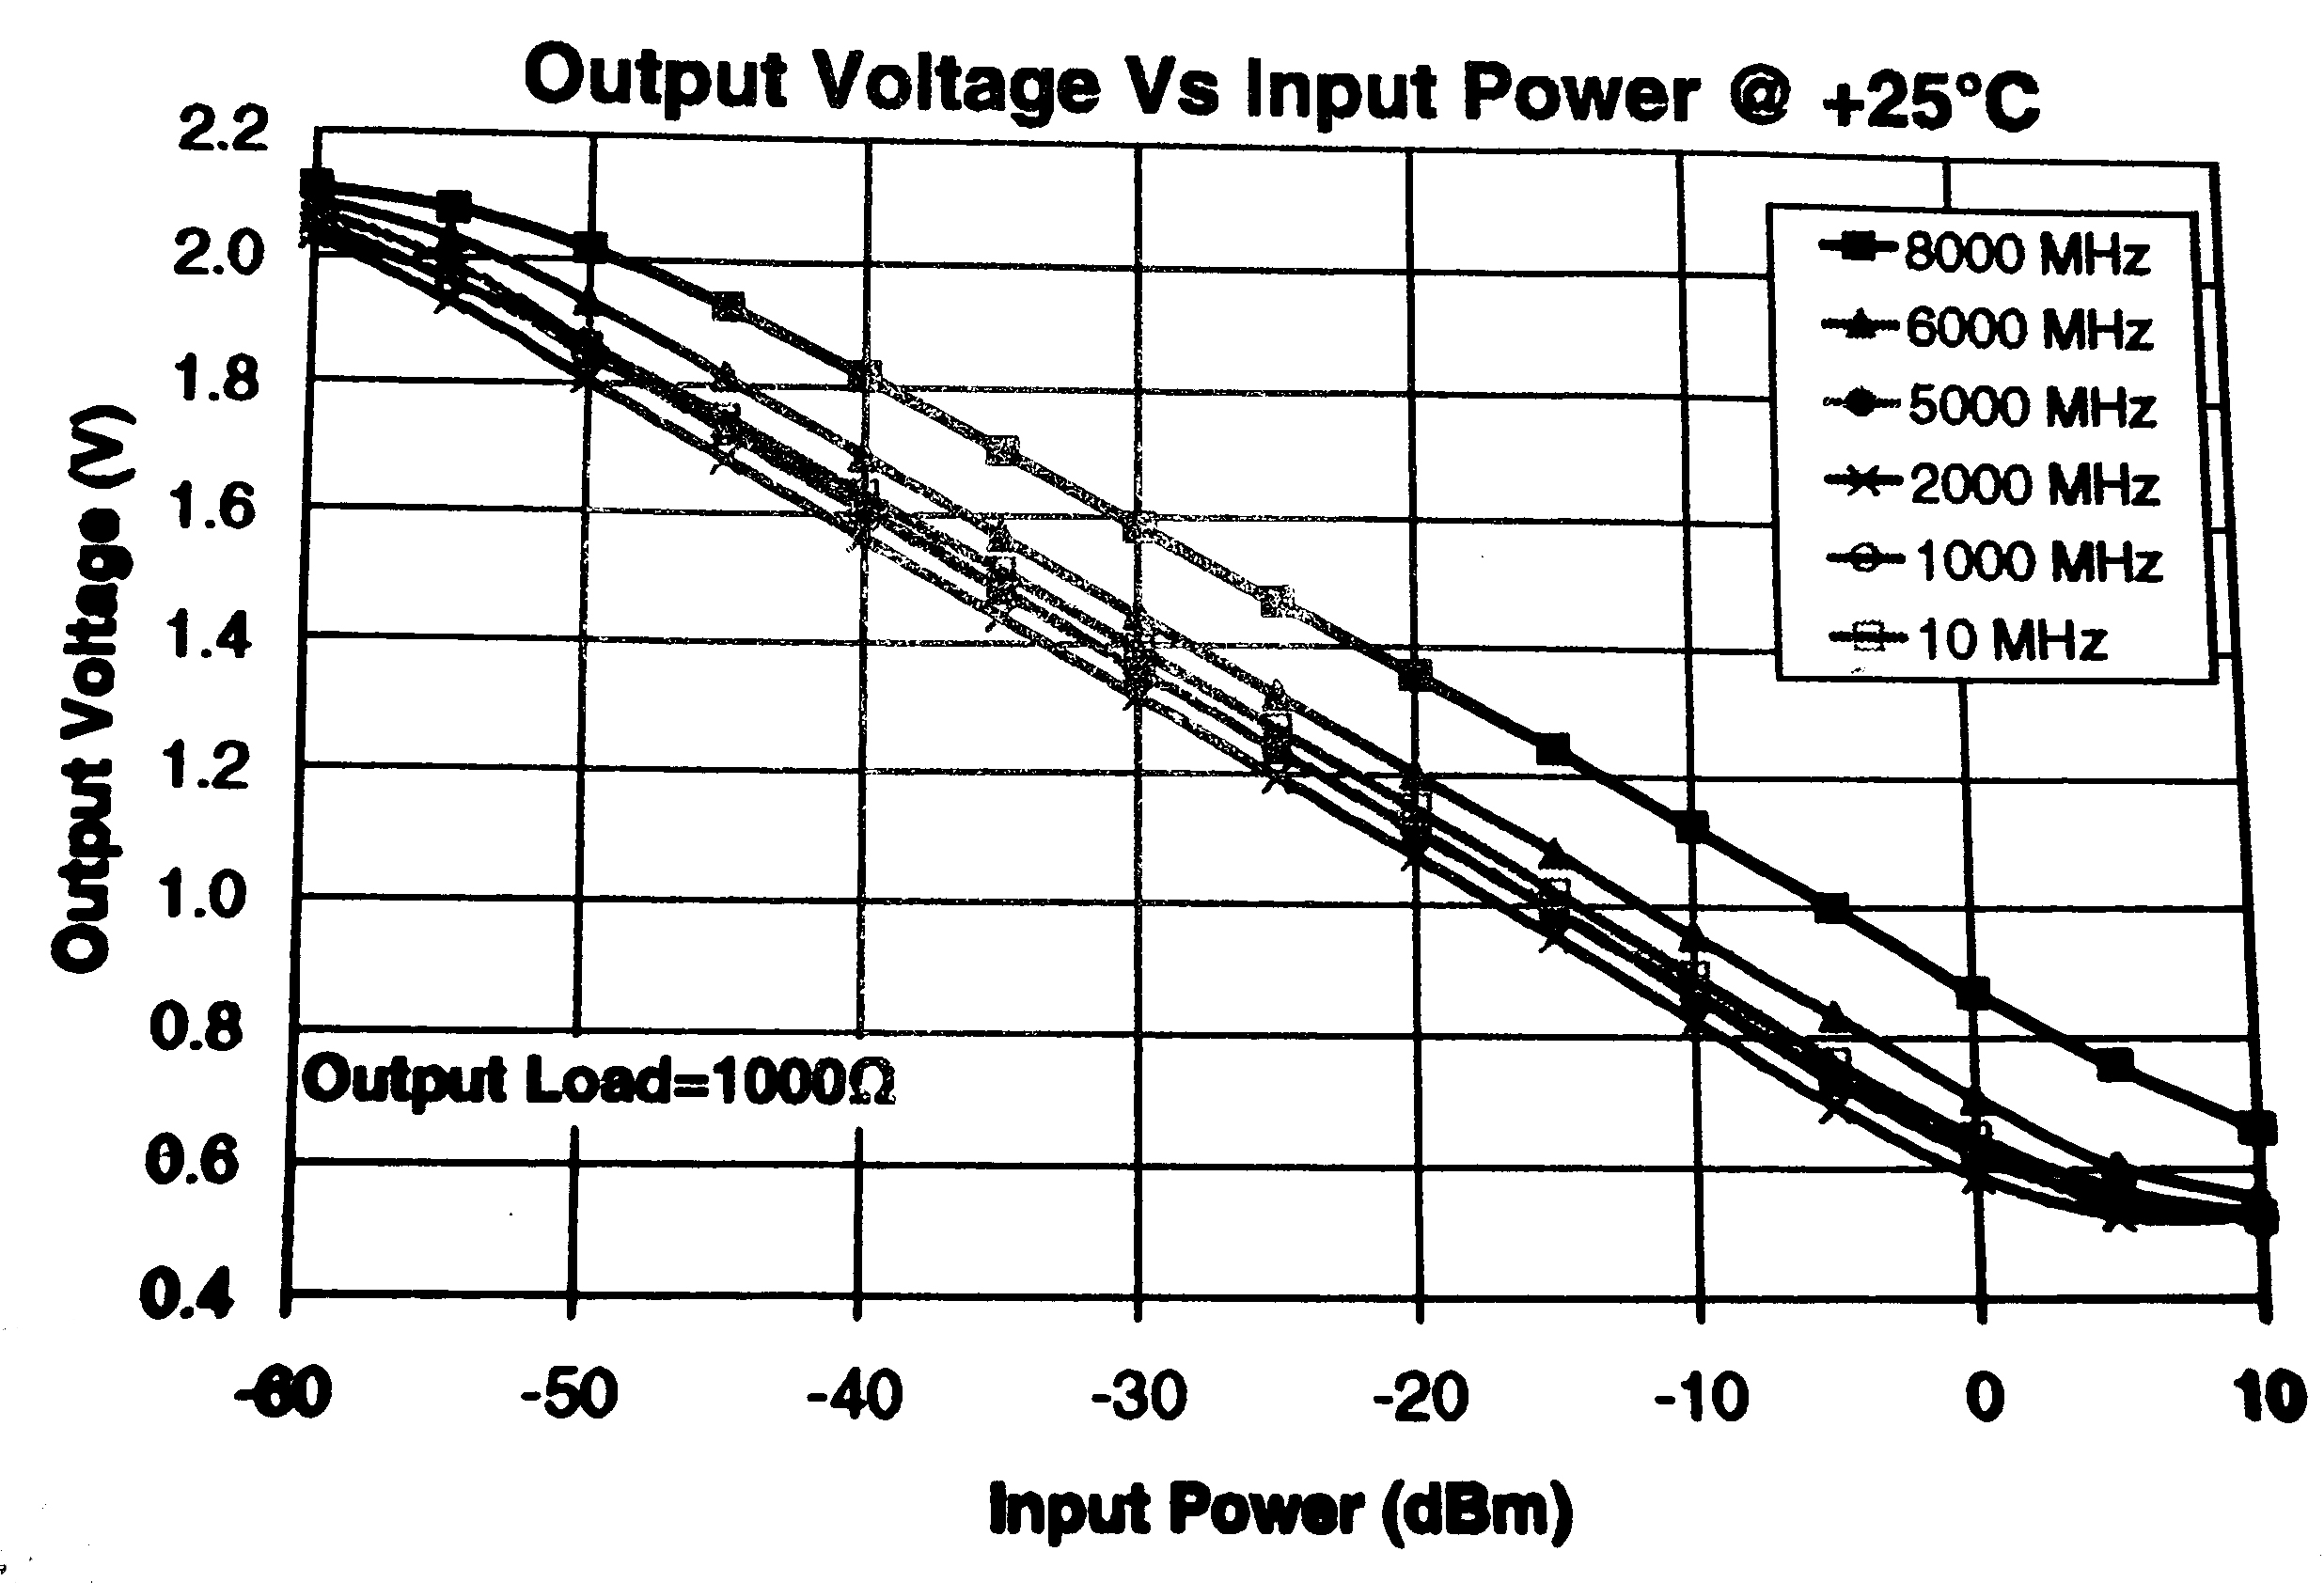 Output Voltage Vs Input Power @ +25°C
2.2
2.0
1.8
1.6
1.4
1.2
1.0
0.8
0.6
0.4
Output Voltage (V)
8000 MHz
6000 MHz
5000 MHz
2000 MHz
1000 MHz
10 MHz
Output Load=1000Ω
-60 -50 -40 -30 -20 -10 0 10
Input Power (dBm)